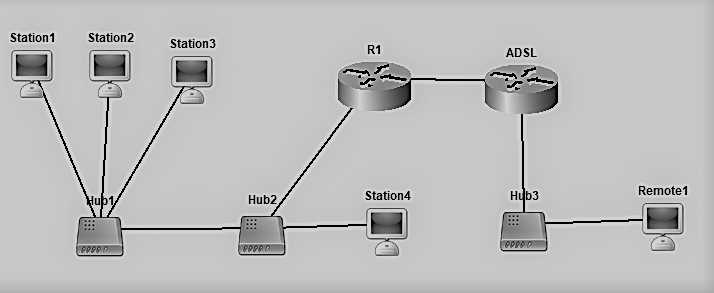 Station1
Station2
Station3
R1
ADSL
Hub1
Hub2
Station4
Hub3
Remote1